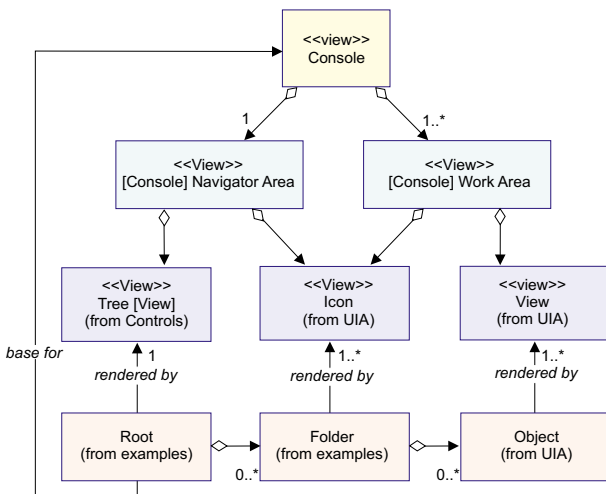 <<view>>
Console
1
1..*
<<View>>
[Console] Navigator Area
<<View>>
[Console] Work Area
<<View>>
Tree [View]
(from Controls)
<<View>>
Icon
(from UIA)
<<view>>
View
(from UIA)
base for
1
rendered by
1..*
rendered by
1..*
rendered by
Root
(from examples)
0..*
Folder
(from examples)
0..*
Object
(from UIA)